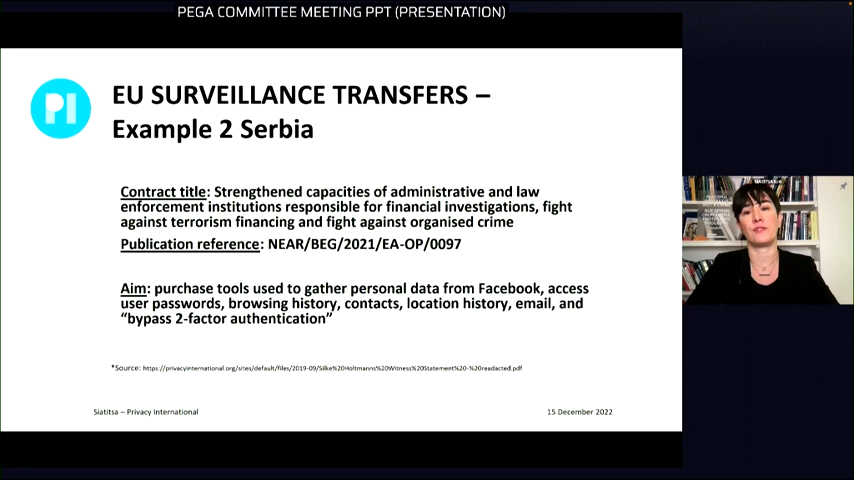 PEGA COMMITTEE MEETING PPT (PRESENTATION)
PI
EU SURVEILLANCE TRANSFERS –
Example 2 Serbia
Contract title: Strengthened capacities of administrative and law
enforcement institutions responsible for financial investigations, fight
against terrorism financing and fight against organised crime
Publication reference: NEAR/BEG/2021/EA-OP/0097
Aim: purchase tools used to gather personal data from Facebook, access
user passwords, browsing history, contacts, location history, email, and
“bypass 2-factor authentication”
*Source: https://privacyinternational.org/sites/default/files/2019-09/Silke%20Holtmanns%20Witness%20Statement%20-%20readacted.pdf
Siatitsa – Privacy International
15 December 2022